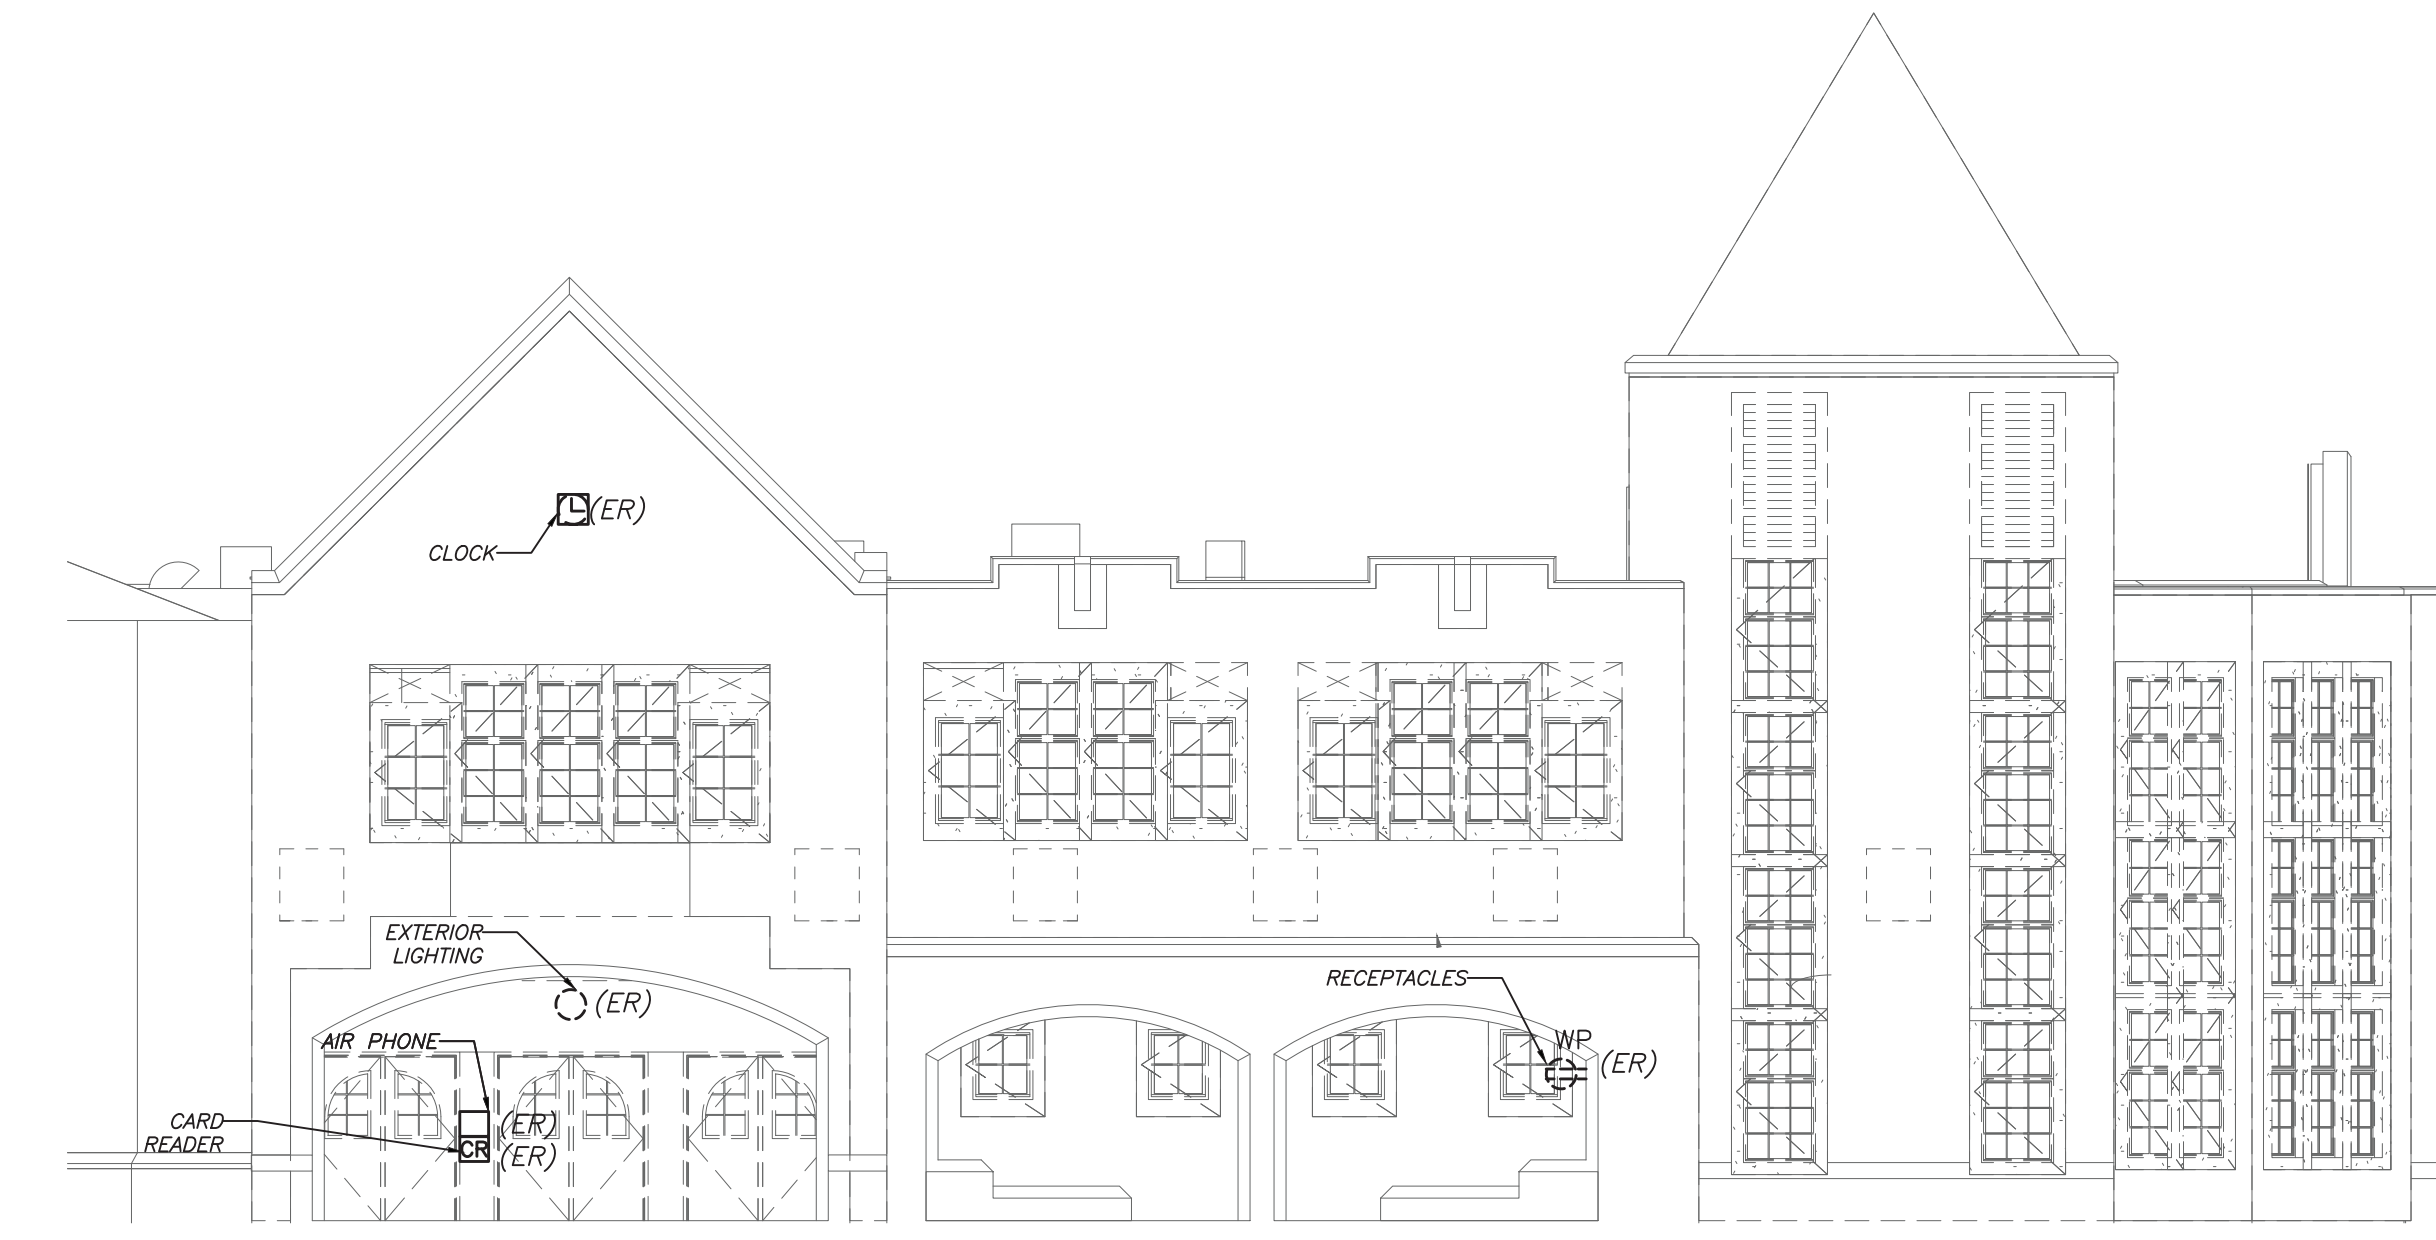 (ER)
CLOCK
EXTERIOR
LIGHTING
(ER)
RECEPTACLES
WP
(ER)
AIR PHONE
(ER)
CARD
READER
CR
(ER)